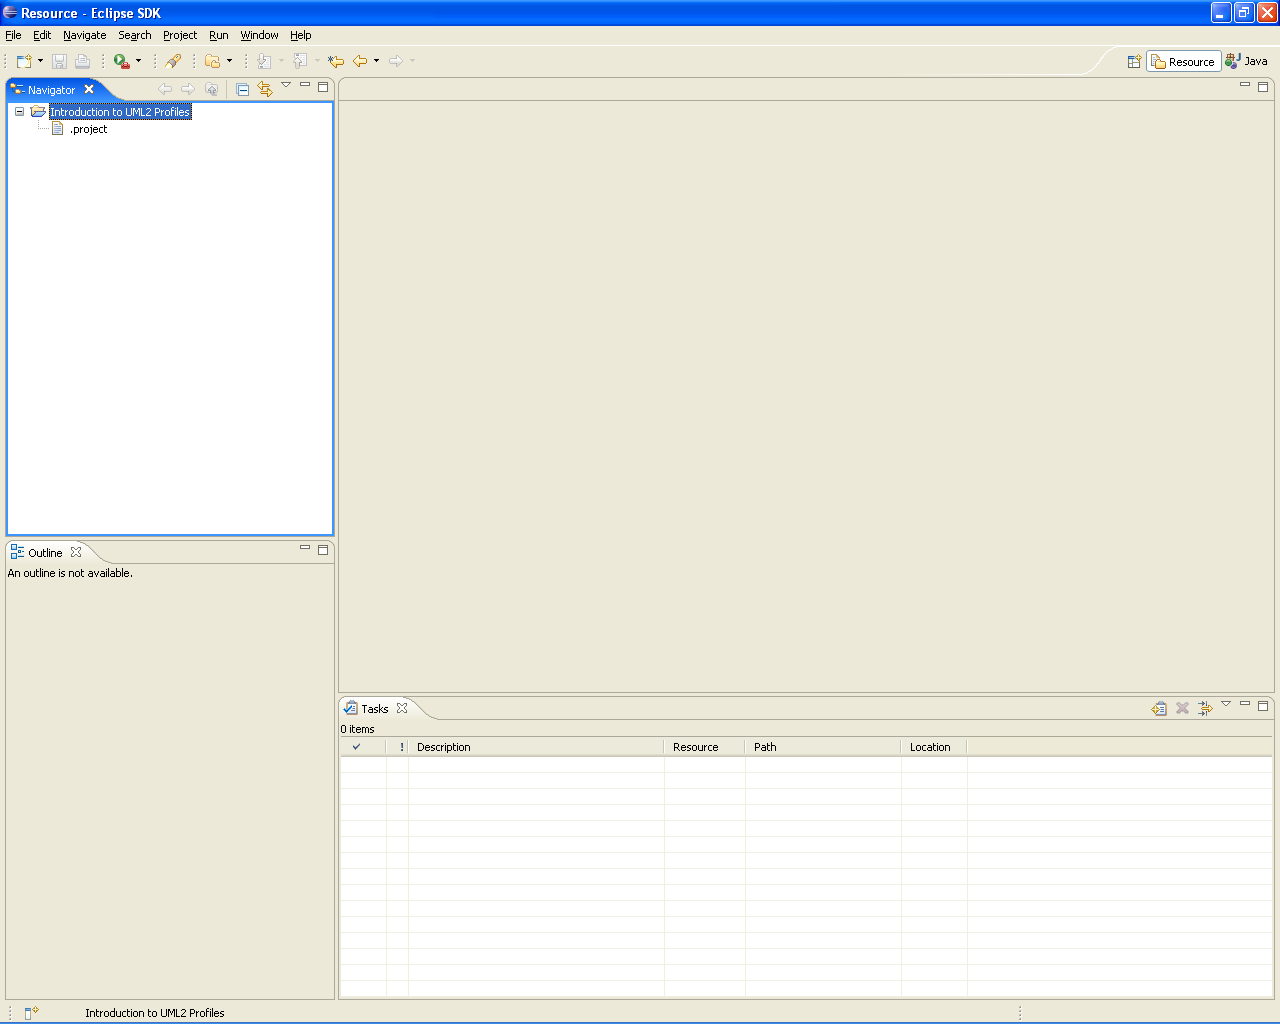 Resource - Eclipse SDK
File Edit Navigate Search Project Run Window Help
Resource Java
Navigator
Introduction to UML2 Profiles
.project
Outline
An outline is not available.
Tasks
0 items
! Description Resource Path Location
Introduction to UML2 Profiles